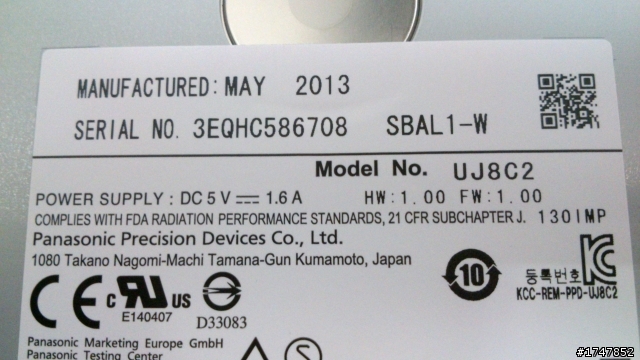 MANUFACTURED: MAY 2013
SERIAL NO. 3EQHC586708 SBAL1-W
Model No. UJ8C2
POWER SUPPLY : DC 5 V 1.6 A HW:1.00 FW:1.00
COMPLIES WITH FDA RADIATION PERFORMANCE STANDARDS, 21 CFR SUBCHAPTER J. 130IMP
Panasonic Precision Devices Co., Ltd.
1080 Takano Nagomi-Machi Tamana-Gun Kumamoto, Japan
CE c RU US
E140407
D33083
10
등록번호
KCC-REM-PPD-UJ8C2
Panasonic Marketing Europe GmbH
Panasonic Testing Center
S
#1747852